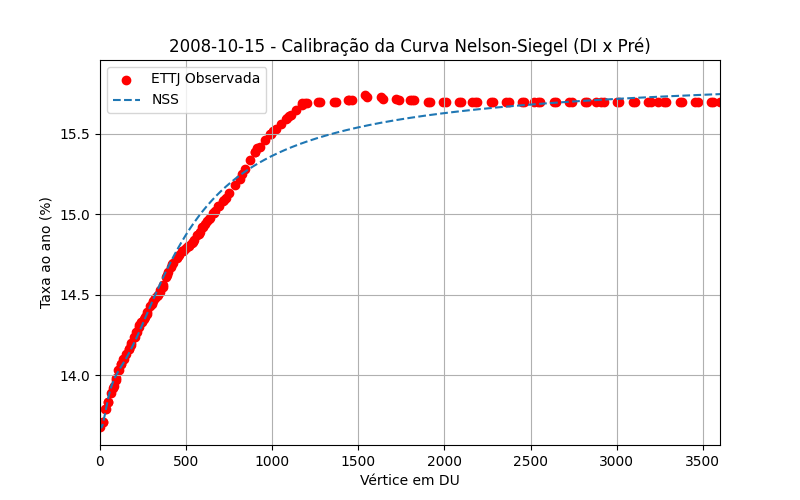 2008-10-15 - Calibração da Curva Nelson-Siegel (DI x Pré)
ETTJ Observada
NSS
Taxa ao ano (%)
15.5
15.0
14.5
14.0
0
500
1000
1500
2000
2500
3000
3500
Vértice em DU